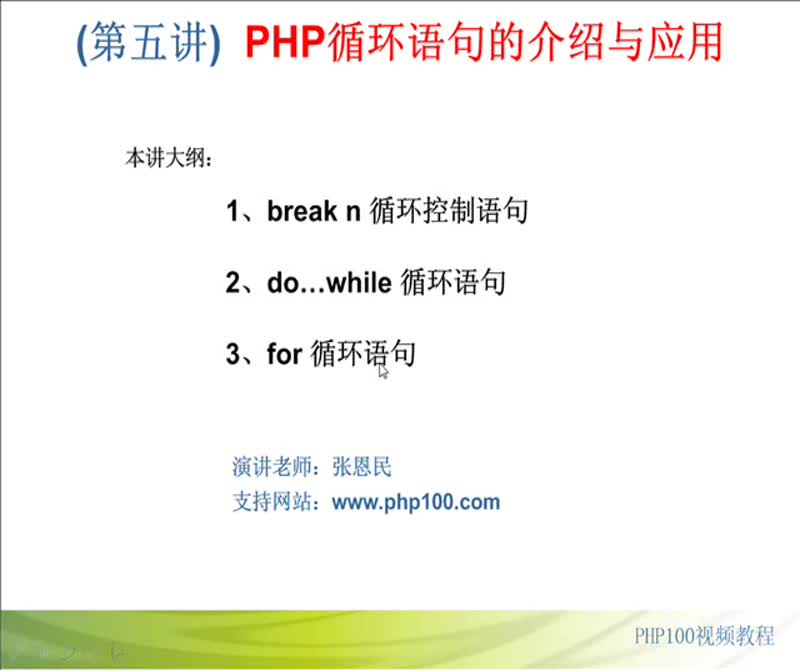 (第五讲) PHP循环语句的介绍与应用
本讲大纲:
1、break n 循环控制语句
2、do...while 循环语句
3、for 循环语句
演讲老师：张恩民
支持网站：www.php100.com
PHP100视频教程